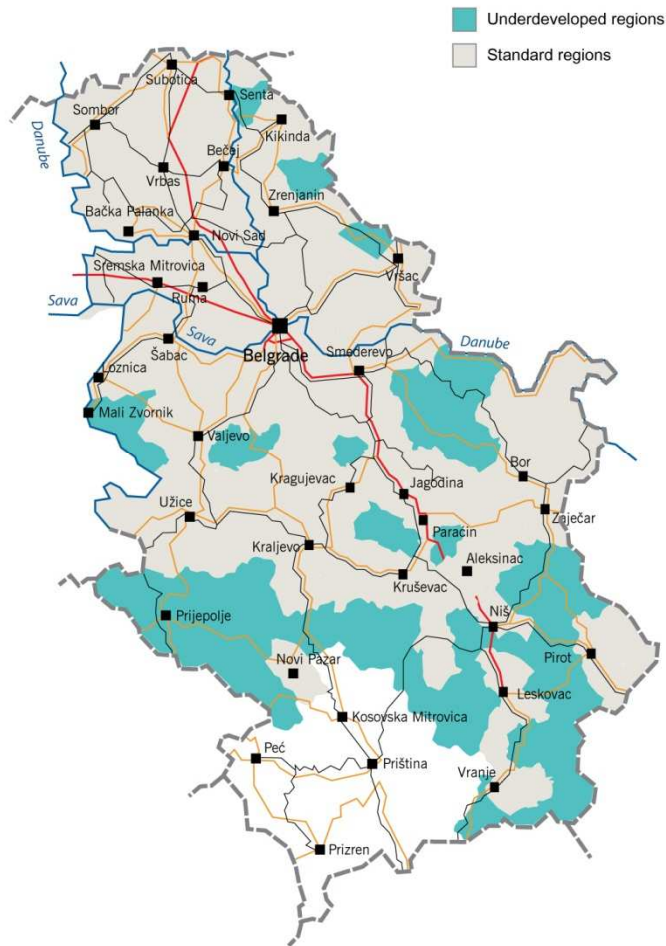 Underdeveloped regions
Standard regions
Subotica
Senta
Sombor
Kikinda
Danube
Bečej
Vrbas
Zrenjanin
Bačka Palanka
Novi Sad
Sremska Mitrovica
Vršac
Ruma
Sava
Sava
Šabac
Belgrade
Smederevo
Danube
Loznica
Mali Zvornik
Valjevo
Bor
Kragujevac
Jagodina
Užice
Zaječar
Paraćin
Kraljevo
Aleksinac
Kruševac
Niš
Prijepolje
Pirot
Novi Pazar
Leskovac
Kosovska Mitrovica
Peć
Priština
Vranje
Prizren